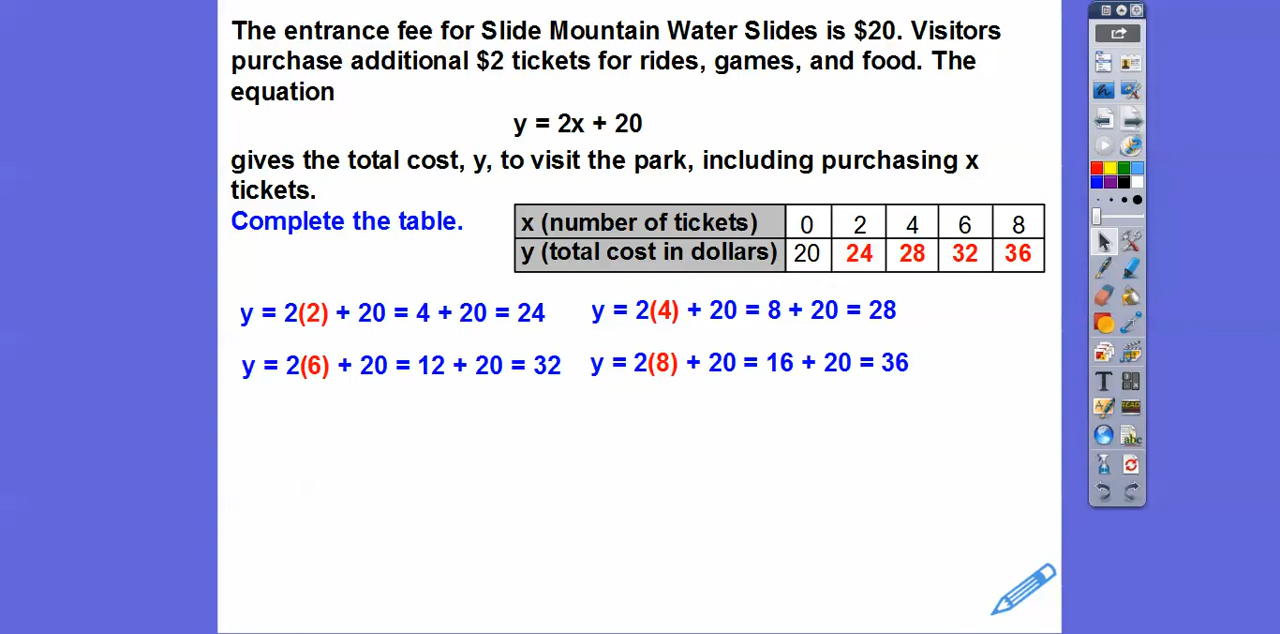 The entrance fee for Slide Mountain Water Slides is $20. Visitors
purchase additional $2 tickets for rides, games, and food. The
equation
y = 2x + 20
gives the total cost, y, to visit the park, including purchasing x
tickets.
Complete the table.
x (number of tickets) 0 2 4 6 8
y (total cost in dollars) 20 24 28 32 36
y = 2(2) + 20 = 4 + 20 = 24 y = 2(4) + 20 = 8 + 20 = 28
y = 2(6) + 20 = 12 + 20 = 32 y = 2(8) + 20 = 16 + 20 = 36
T
abc